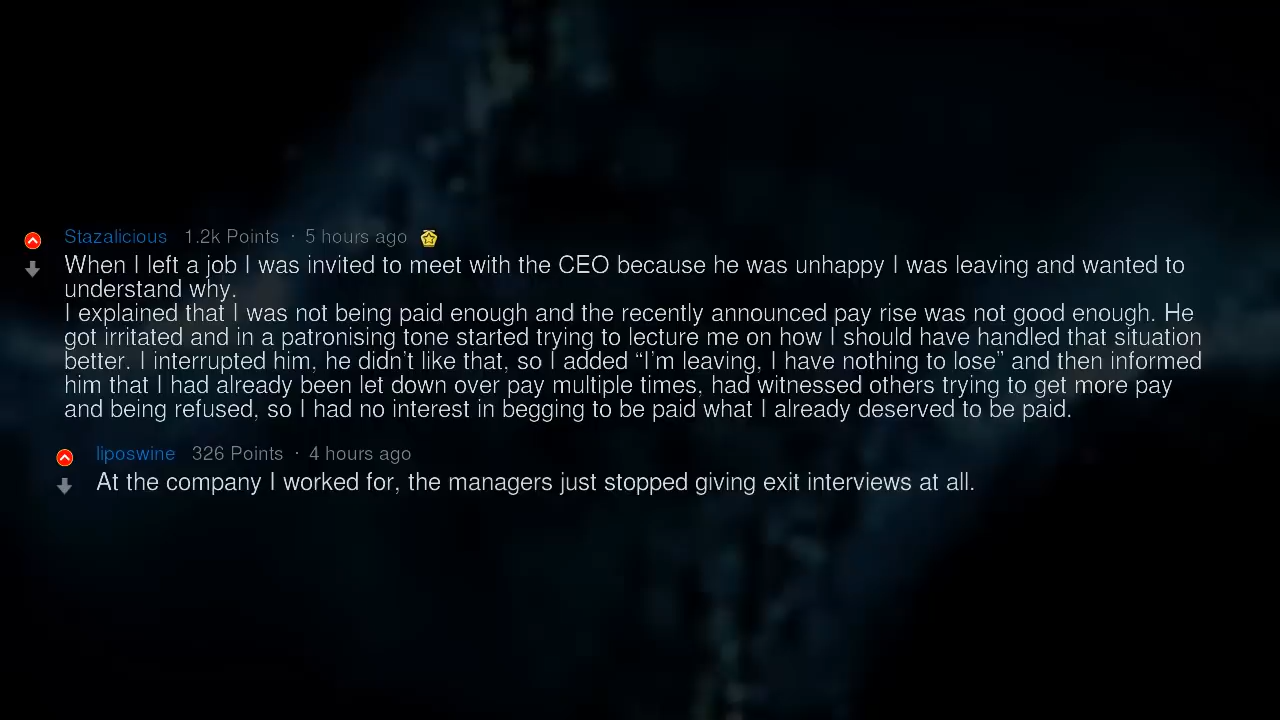 Stazalicious 1.2k Points · 5 hours ago
When I left a job I was invited to meet with the CEO because he was unhappy I was leaving and wanted to
understand why.
I explained that I was not being paid enough and the recently announced pay rise was not good enough. He
got irritated and in a patronising tone started trying to lecture me on how I should have handled that situation
better. I interrupted him, he didn't like that, so I added “I'm leaving, I have nothing to lose” and then informed
him that I had already been let down over pay multiple times, had witnessed others trying to get more pay
and being refused, so I had no interest in begging to be paid what I already deserved to be paid.
liposwine 326 Points · 4 hours ago
At the company I worked for, the managers just stopped giving exit interviews at all.